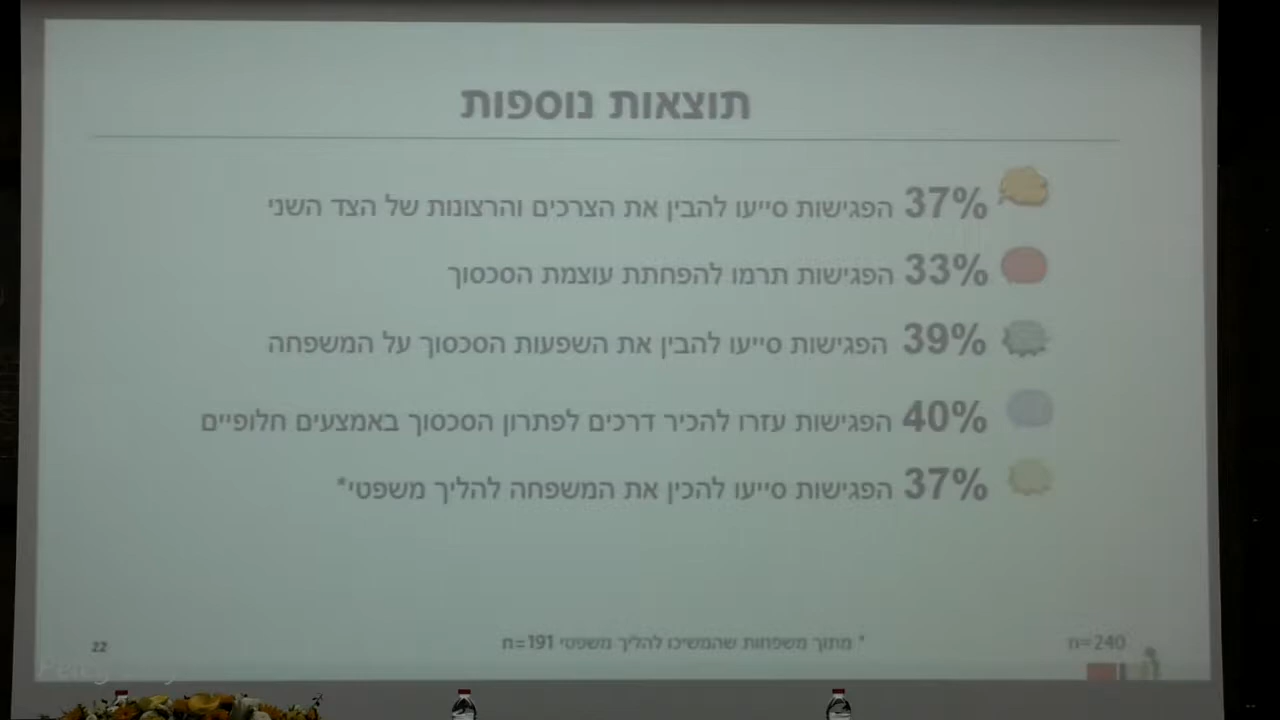 תוצאות נוספות
37% הפגישות סייעו להבין את הצרכים והרצונות של הצד השני
33% הפגישות תרמו להפחתת עוצמת הסכסוך
39% הפגישות סייעו להבין את השפעות הסכסוך על המשפחה
40% הפגישות עזרו להכיר דרכים לפתרון הסכסוך באמצעים חלופיים
37% הפגישות סייעו להכין את המשפחה להליך משפטי*
n=240
* מתוך משפחות שהמשיכו להליך משפטי n=191
22